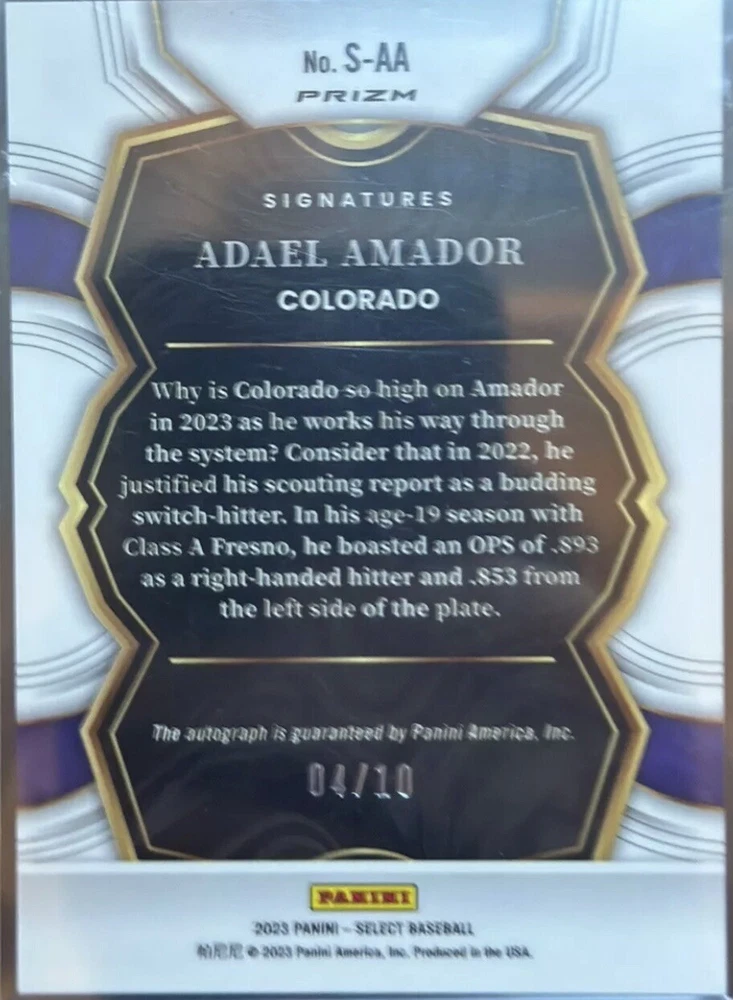 No. S-AA
PRIZM
SIGNATURES
ADAEL AMADOR
COLORADO
Why is Colorado so high on Amador
in 2023 as he works his way through
the system? Consider that in 2022, he
justified his scouting report as a budding
switch-hitter. In his age-19 season with
Class A Fresno, he boasted an OPS of .893
as a right-handed hitter and .853 from
the left side of the plate.
The autograph is guaranteed by Panini America, Inc.
04/10
PANINI
2023 PANINI – SELECT BASEBALL
帕尼尼 © 2023 Panini America, Inc. Produced in the USA.